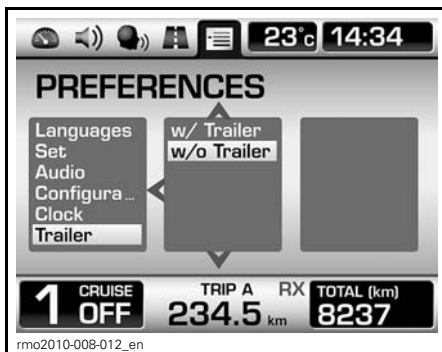 23°c 14:34
PREFERENCES
Languages
Set
Audio
Configura...
Clock
Trailer
w/ Trailer
w/o Trailer
1 CRUISE OFF
TRIP A
234.5 km
RX
TOTAL (km)
8237
rmo2010-008-012_en